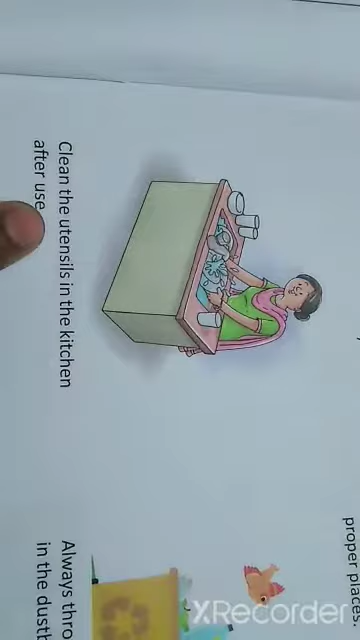 proper places.
Clean the utensils in the kitchen
after use
Always thro
in the dustb
XRecorder